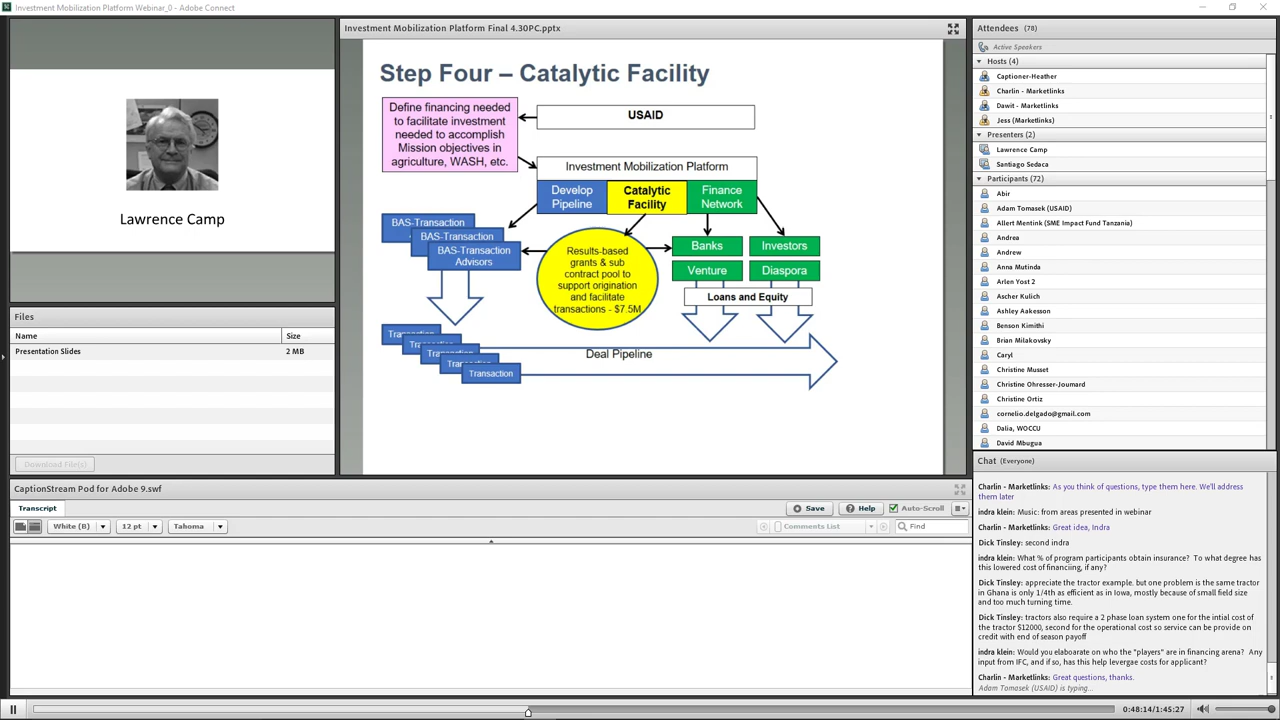 Investment Mobilization Platform Webinar_0 - Adobe Connect
Lawrence Camp
Files
Name Size
Presentation Slides 2 MB
Download File(s)
Investment Mobilization Platform Final 4.30PC.pptx
Step Four – Catalytic Facility
Define financing needed
to facilitate investment
needed to accomplish
Mission objectives in
agriculture, WASH, etc.
USAID
Investment Mobilization Platform
Develop
Pipeline
Catalytic
Facility
Finance
Network
BAS-Transaction
BAS-Transaction
BAS-Transaction
Advisors
Results-based
grants & sub
contract pool to
support origination
and facilitate
transactions - $7.5M
Banks
Investors
Venture
Diaspora
Loans and Equity
Transaction
Deal Pipeline
CaptionStream Pod for Adobe 9.swf
Transcript
Save
Help
Auto-Scroll
White (B)
12 pt
Tahoma
Comments List
Find
Attendees (78)
Active Speakers
Hosts (4)
Captioner-Heather
Charlin - Marketlinks
Dawit - Marketlinks
Jess (Marketlinks)
Presenters (2)
Lawrence Camp
Santiago Sedaca
Participants (72)
Abir
Adam Tomasek (USAID)
Allert Mentink (SME Impact Fund Tanzania)
Andrea
Andrew
Anna Mutinda
Arlen Yost 2
Ascher Kulich
Ashley Aakesson
Benson Kimithi
Brian Milakovsky
Caryl
Christine Musset
Christine Ohresser-Joumard
Christine Ortiz
cornelio.delgado@gmail.com
Dalia, WOCCU
David Mbugua
Chat (Everyone)
Charlin - Marketlinks: As you think of questions, type them here. We'll address
them later
indra klein: Music: from areas presented in webinar
Charlin - Marketlinks: Great idea, Indra
Dick Tinsley: second indra
indra klein: What % of program participants obtain insurance? To what degree has
this lowered cost of financiing, if any?
Dick Tinsley: appreciate the tractor example. but one problem is the same tractor
in Ghana is only 1/4th as efficient as in Iowa, mostly because of small field size
and too much turning time.
Dick Tinsley: tractors also require a 2 phase loan system one for the intial cost of
the tractor $12000, second for the operational cost so service can be provide on
credit with end of season payoff
indra klein: Would you elaboarate on who the "players" are in financing arena? Any
input from IFC, and if so, has this help levergae costs for applicant?
Charlin - Marketlinks: Great questions, thanks.
Adam Tomasek (USAID) is typing...
0:48:14/1:45:27